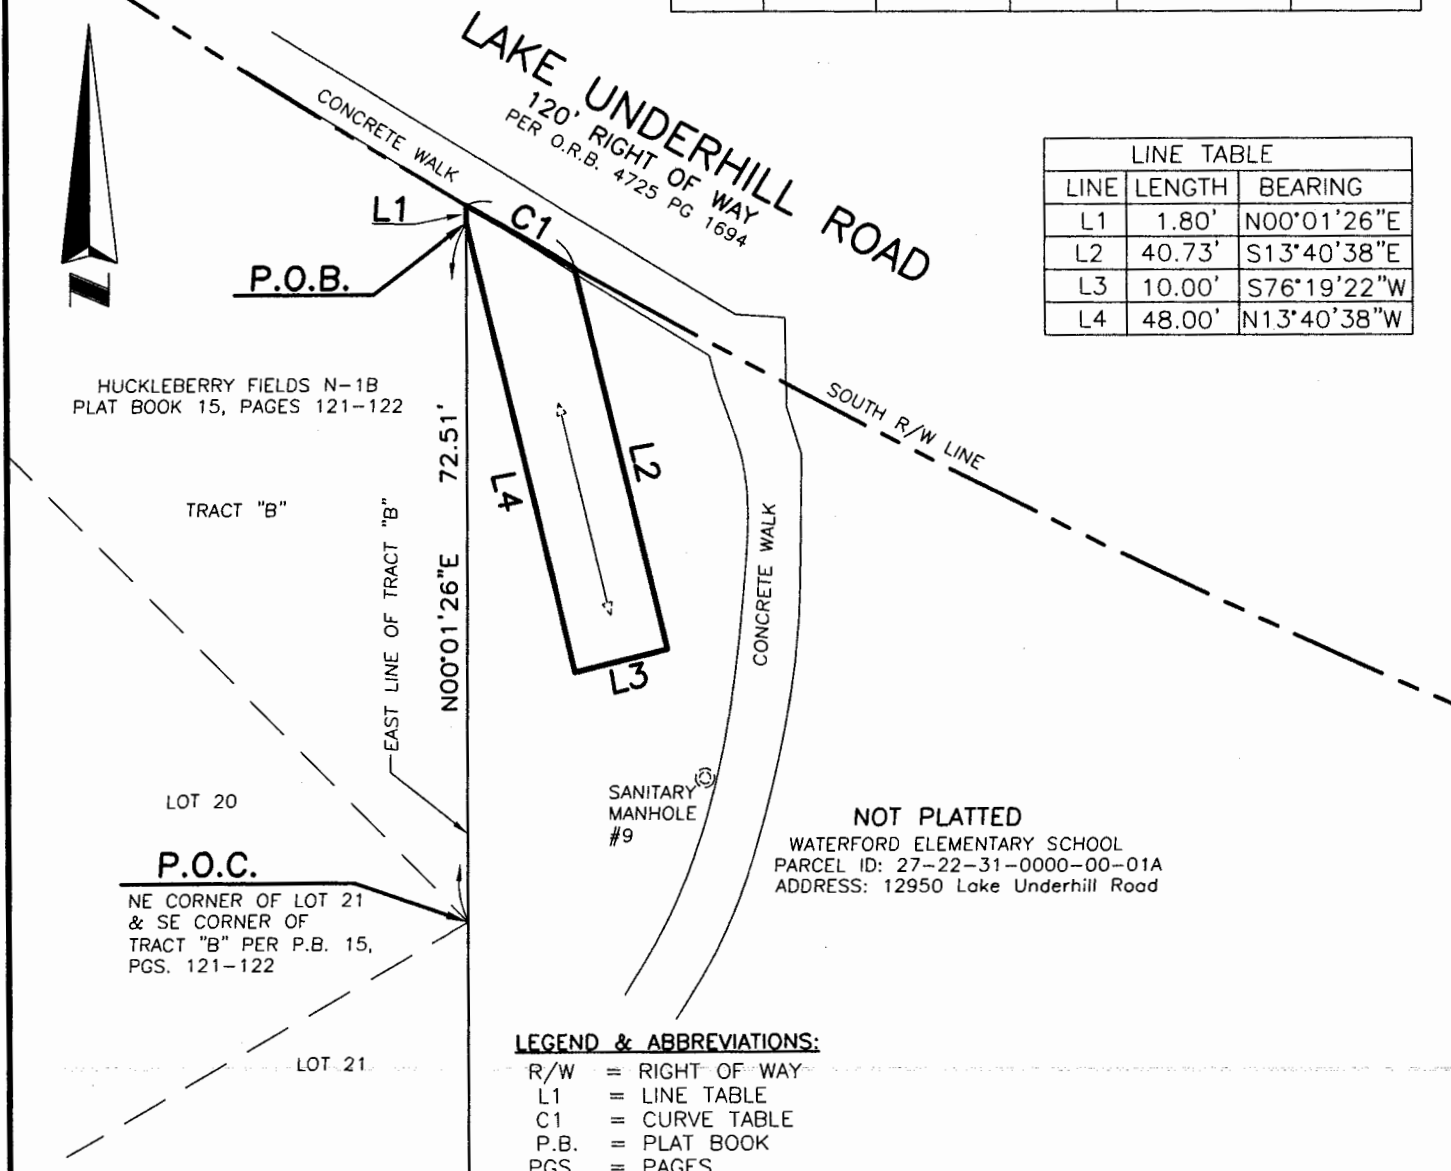 LAKE UNDERHILL ROAD
120' RIGHT OF WAY
PER O.R.B. 4725 PG 1694
CONCRETE WALK
LINE TABLE
LINE LENGTH BEARING
L1 1.80' N00°01'26"E
L2 40.73' S13°40'38"E
L3 10.00' S76°19'22"W
L4 48.00' N13°40'38"W
L1
C1
P.O.B.
N
HUCKLEBERRY FIELDS N-1B
PLAT BOOK 15, PAGES 121-122
SOUTH R/W LINE
TRACT "B"
EAST LINE OF TRACT "B"
N00°01'26"E 72.51'
L4
L2
L3
CONCRETE WALK
LOT 20
SANITARY
MANHOLE
#9
NOT PLATTED
WATERFORD ELEMENTARY SCHOOL
PARCEL ID: 27-22-31-0000-00-01A
ADDRESS: 12950 Lake Underhill Road
P.O.C.
NE CORNER OF LOT 21
& SE CORNER OF
TRACT "B" PER P.B. 15,
PGS. 121-122
LOT 21
LEGEND & ABBREVIATIONS:
R/W = RIGHT OF WAY
L1 = LINE TABLE
C1 = CURVE TABLE
P.B. = PLAT BOOK
PGS = PAGES